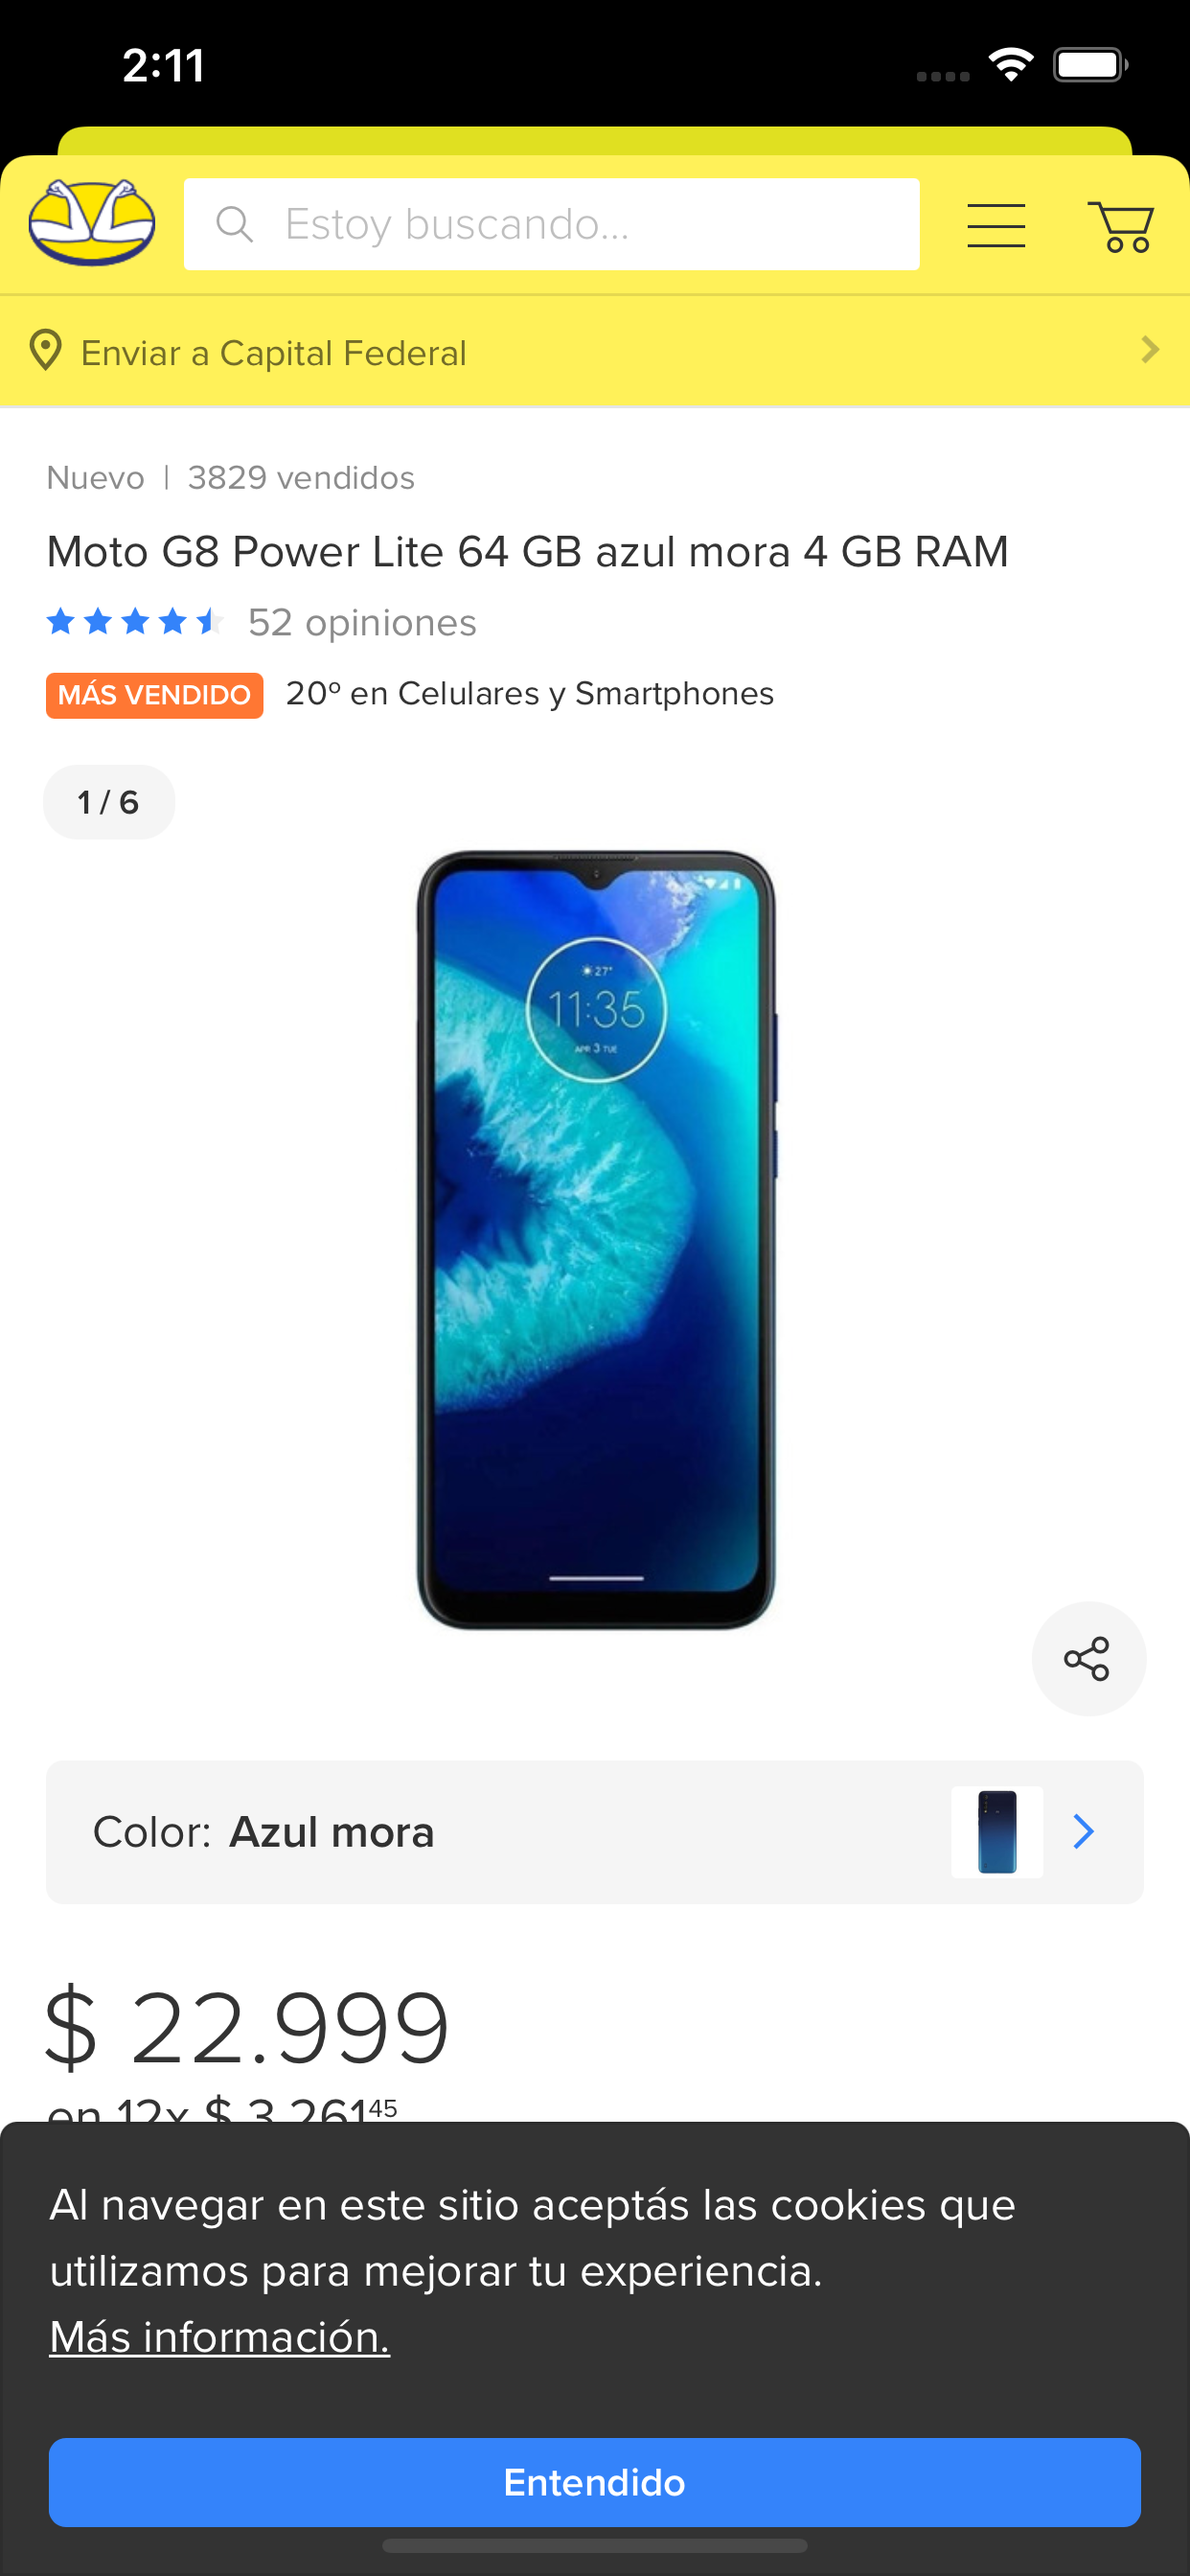 2:11
Estoy buscando...
Enviar a Capital Federal
Nuevo | 3829 vendidos
Moto G8 Power Lite 64 GB azul mora 4 GB RAM
52 opiniones
MÁS VENDIDO 20º en Celulares y Smartphones
1 / 6
27°
11:35
APR 3 TUE
Color: Azul mora
$ 22.999
en 12x $ 3.261 45
Al navegar en este sitio aceptás las cookies que
utilizamos para mejorar tu experiencia.
Más información.
Entendido